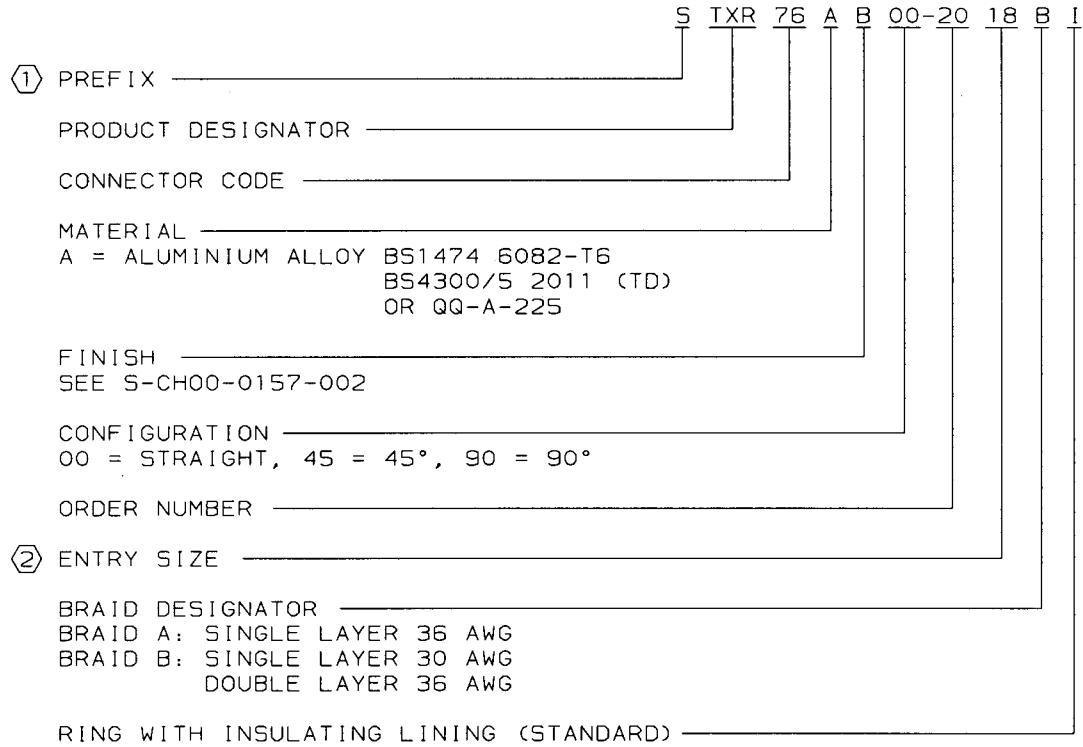 S TXR 76 A B 00-20 18 B I
1 PREFIX
PRODUCT DESIGNATOR
CONNECTOR CODE
MATERIAL
A = ALUMINIUM ALLOY BS1474 6082-T6
BS4300/5 2011 (TD)
OR QQ-A-225
FINISH
SEE S-CH00-0157-002
CONFIGURATION
00 = STRAIGHT, 45 = 45°, 90 = 90°
ORDER NUMBER
2 ENTRY SIZE
BRAID DESIGNATOR
BRAID A: SINGLE LAYER 36 AWG
BRAID B: SINGLE LAYER 30 AWG
DOUBLE LAYER 36 AWG
RING WITH INSULATING LINING (STANDARD)